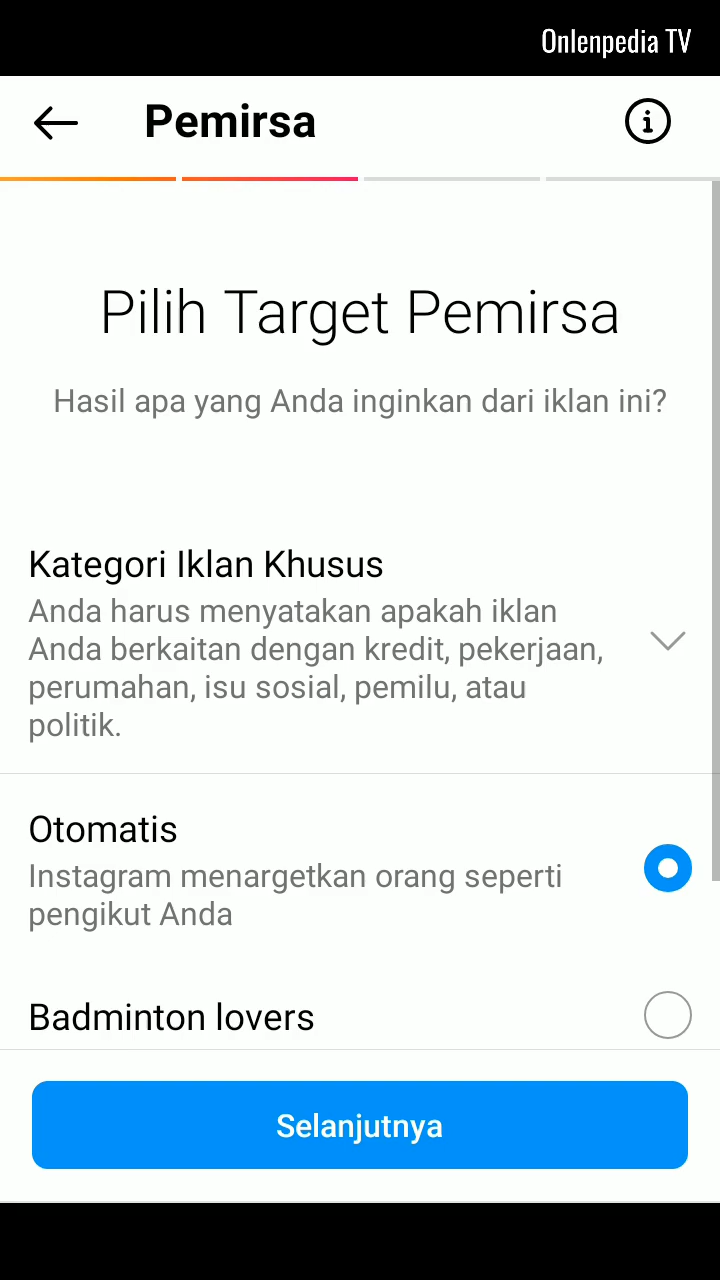 Onlenpedia TV
Pemirsa
Pilih Target Pemirsa
Hasil apa yang Anda inginkan dari iklan ini?
Kategori Iklan Khusus
Anda harus menyatakan apakah iklan
Anda berkaitan dengan kredit, pekerjaan,
perumahan, isu sosial, pemilu, atau
politik.
Otomatis
Instagram menargetkan orang seperti
pengikut Anda
Badminton lovers
Selanjutnya